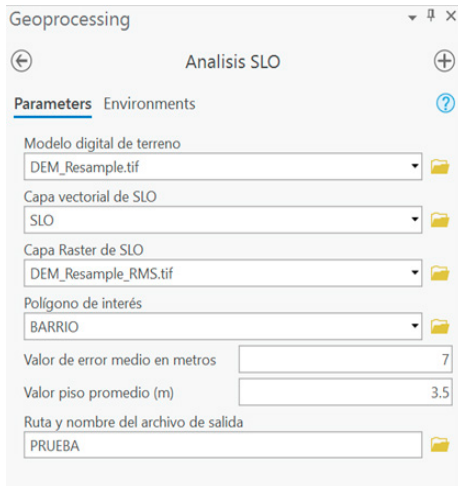 Geoprocessing
Analisis SLO
Parameters Environments
Modelo digital de terreno
DEM_Resample.tif
Capa vectorial de SLO
SLO
Capa Raster de SLO
DEM_Resample_RMS.tif
Polígono de interés
BARRIO
Valor de error medio en metros 7
Valor piso promedio (m) 3.5
Ruta y nombre del archivo de salida
PRUEBA